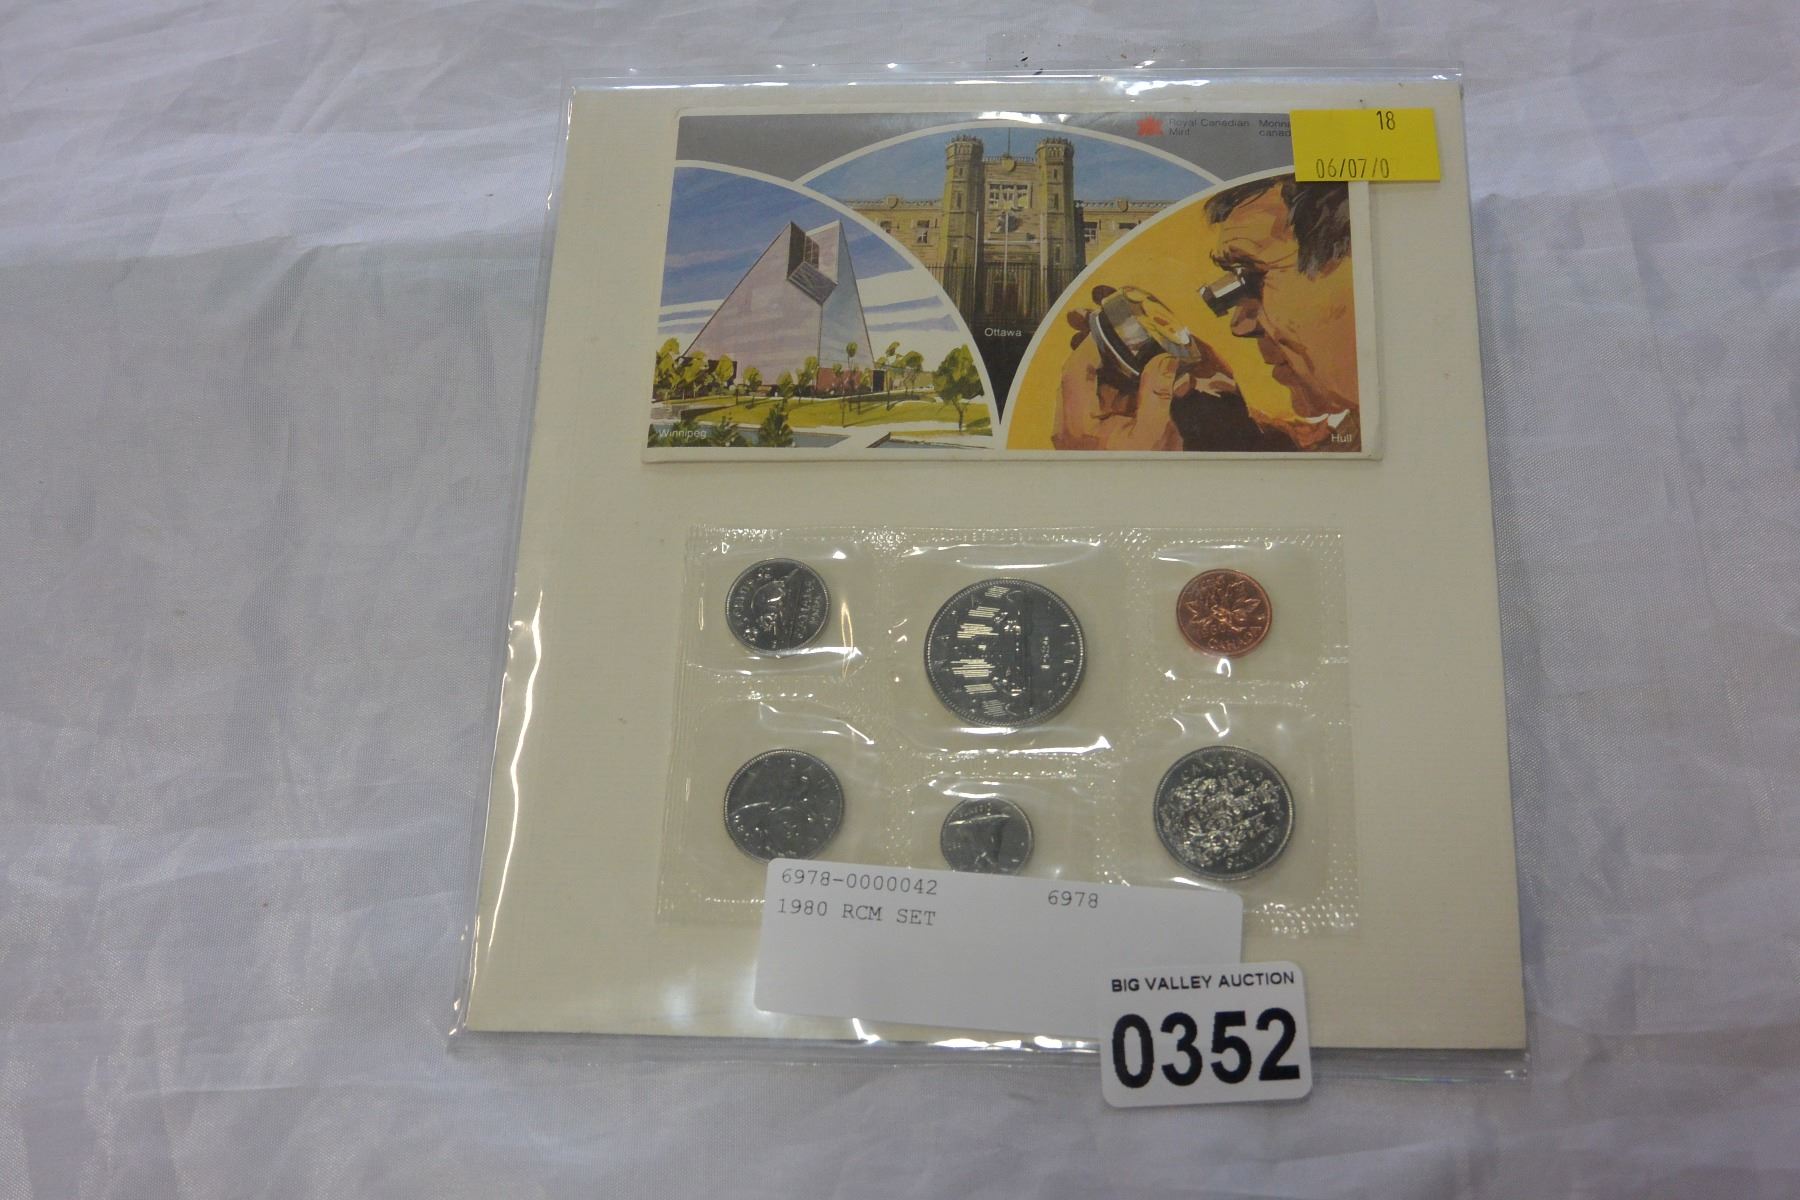 Royal Canadian Mint
18
06/07/0
Ottawa
Winnipeg
Hull
6978-0000042 6978
1980 RCM SET
BIG VALLEY AUCTION
0352